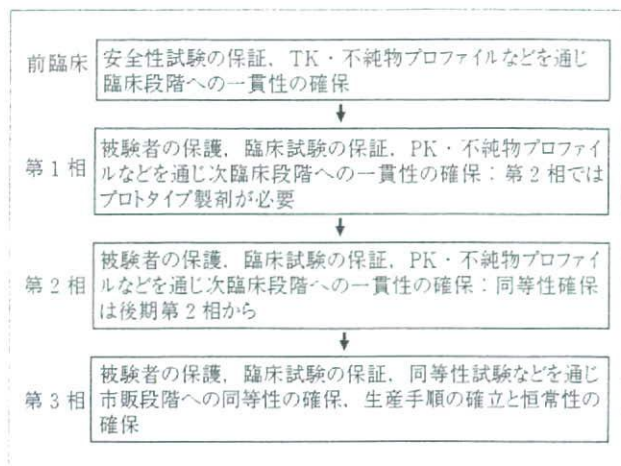 前臨床
安全性試験の保証，TK・不純物プロファイルなどを通じ
臨床段階への一貫性の確保
第1相
被験者の保護，臨床試験の保証，PK・不純物プロファイ
ルなどを通じ次臨床段階への一貫性の確保：第2相では
プロトタイプ製剤が必要
第2相
被験者の保護，臨床試験の保証，PK・不純物プロファイ
ルなどを通じ次臨床段階への一貫性の確保：同等性確保
は後期第2相から
第3相
被験者の保護，臨床試験の保証，同等性試験などを通じ
市販段階への同等性の確保，生産手順の確立と恒常性の
確保